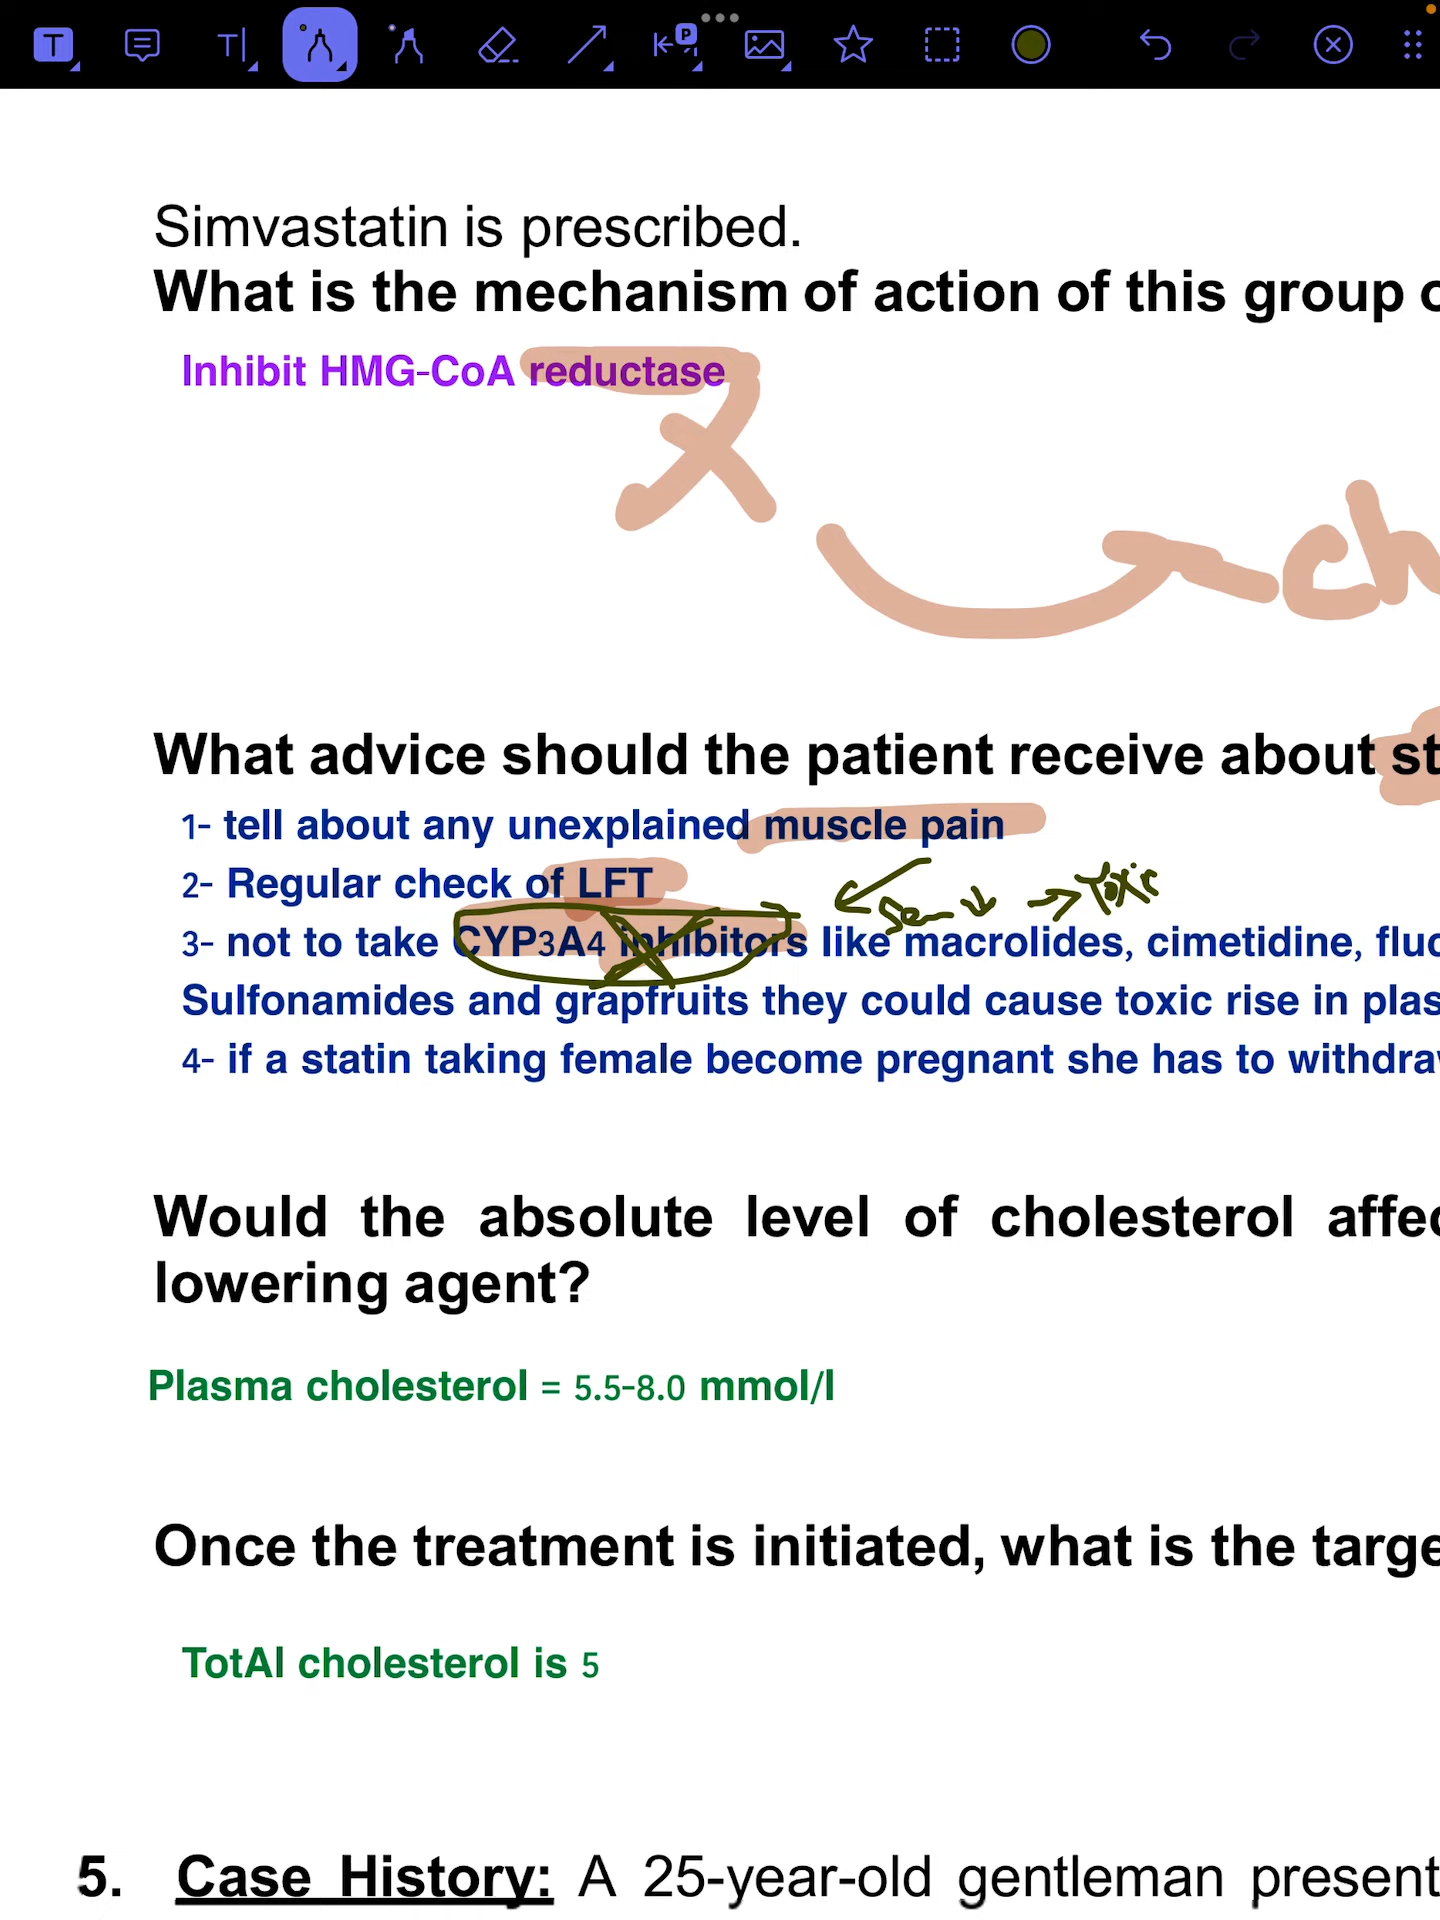 Simvastatin is prescribed.
What is the mechanism of action of this group
Inhibit HMG-CoA reductase
ch
What advice should the patient receive about st
1- tell about any unexplained muscle pain
2- Regular check of LFT
Toxic
3- not to take CYP3A4 inhibitors like macrolides, cimetidine, fluc
Sulfonamides and grapfruits they could cause toxic rise in plas
4- if a statin taking female become pregnant she has to withdraw
Would the absolute level of cholesterol affec
lowering agent?
Plasma cholesterol = 5.5-8.0 mmol/l
Once the treatment is initiated, what is the targe
TotAl cholesterol is 5
5. Case History: A 25-year-old gentleman present